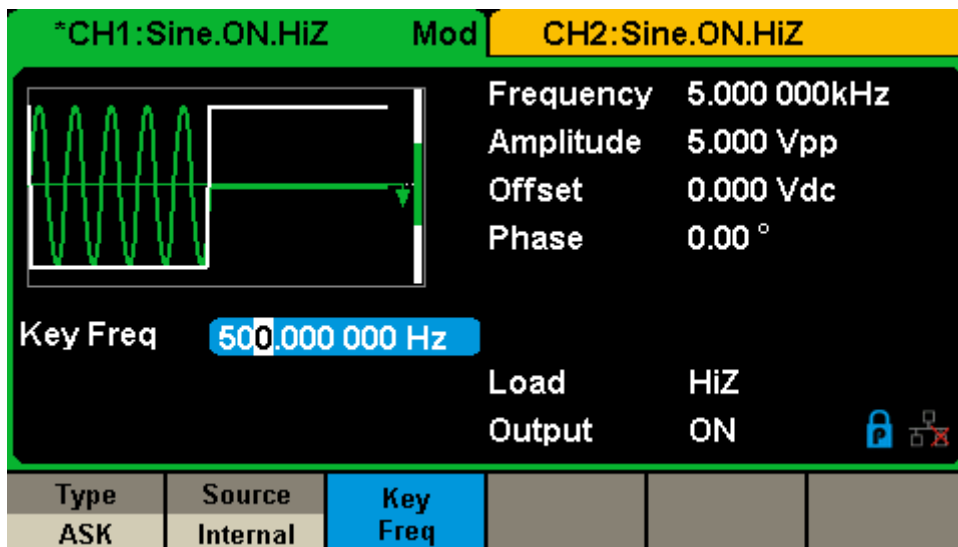 *CH1:Sine.ON.HiZ Mod CH2:Sine.ON.HiZ
Frequency 5.000 000kHz
Amplitude 5.000 Vpp
Offset 0.000 Vdc
Phase 0.00 °
Key Freq 500.000 000 Hz
Load HiZ
Output ON P
Type Source Key
ASK Internal Freq